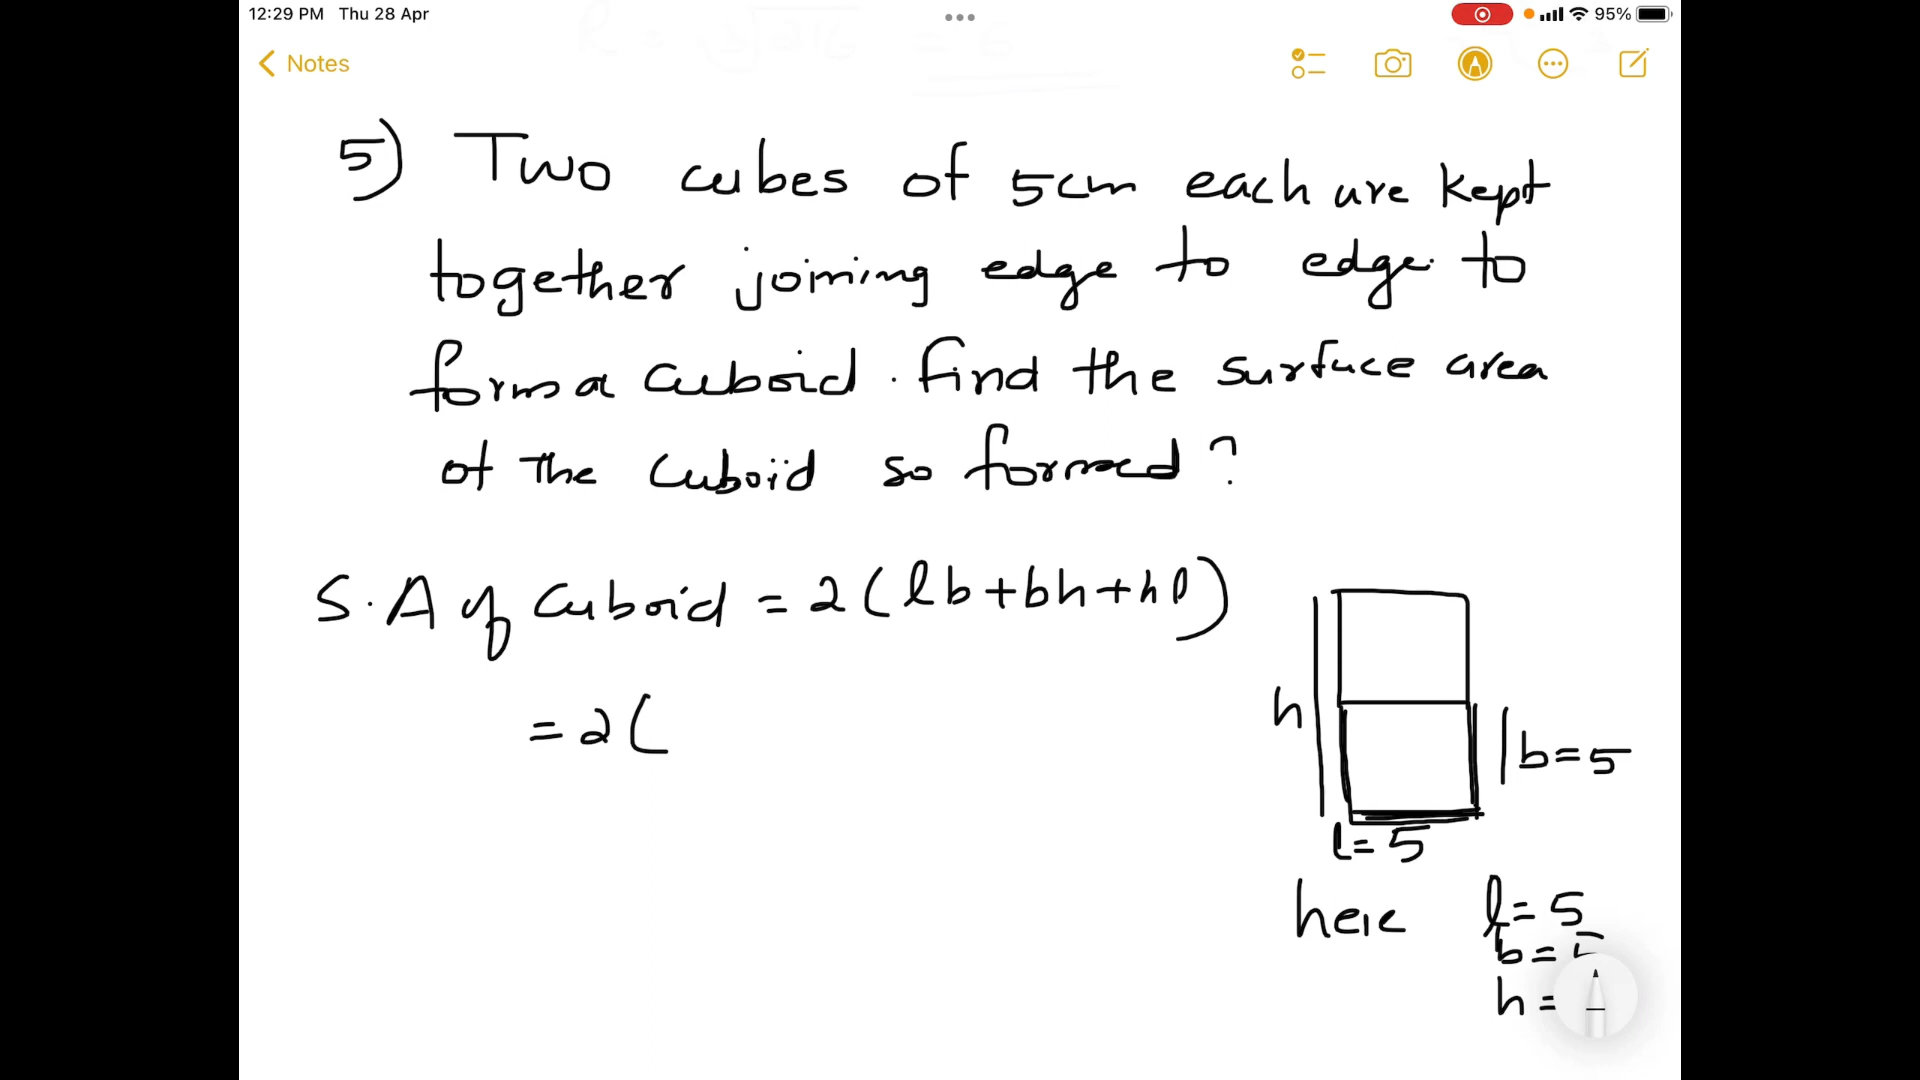 12:29 PM Thu 28 Apr
95%
Notes
5) Two cubes of 5cm each are kept
together joining edge to edge to
form a cuboid. find the surface area
of the cuboid so formed?
S.A of cuboid = 2(lb+bh+hl)
= 2(
h
b=5
l=5
here l=5
b=5
h=